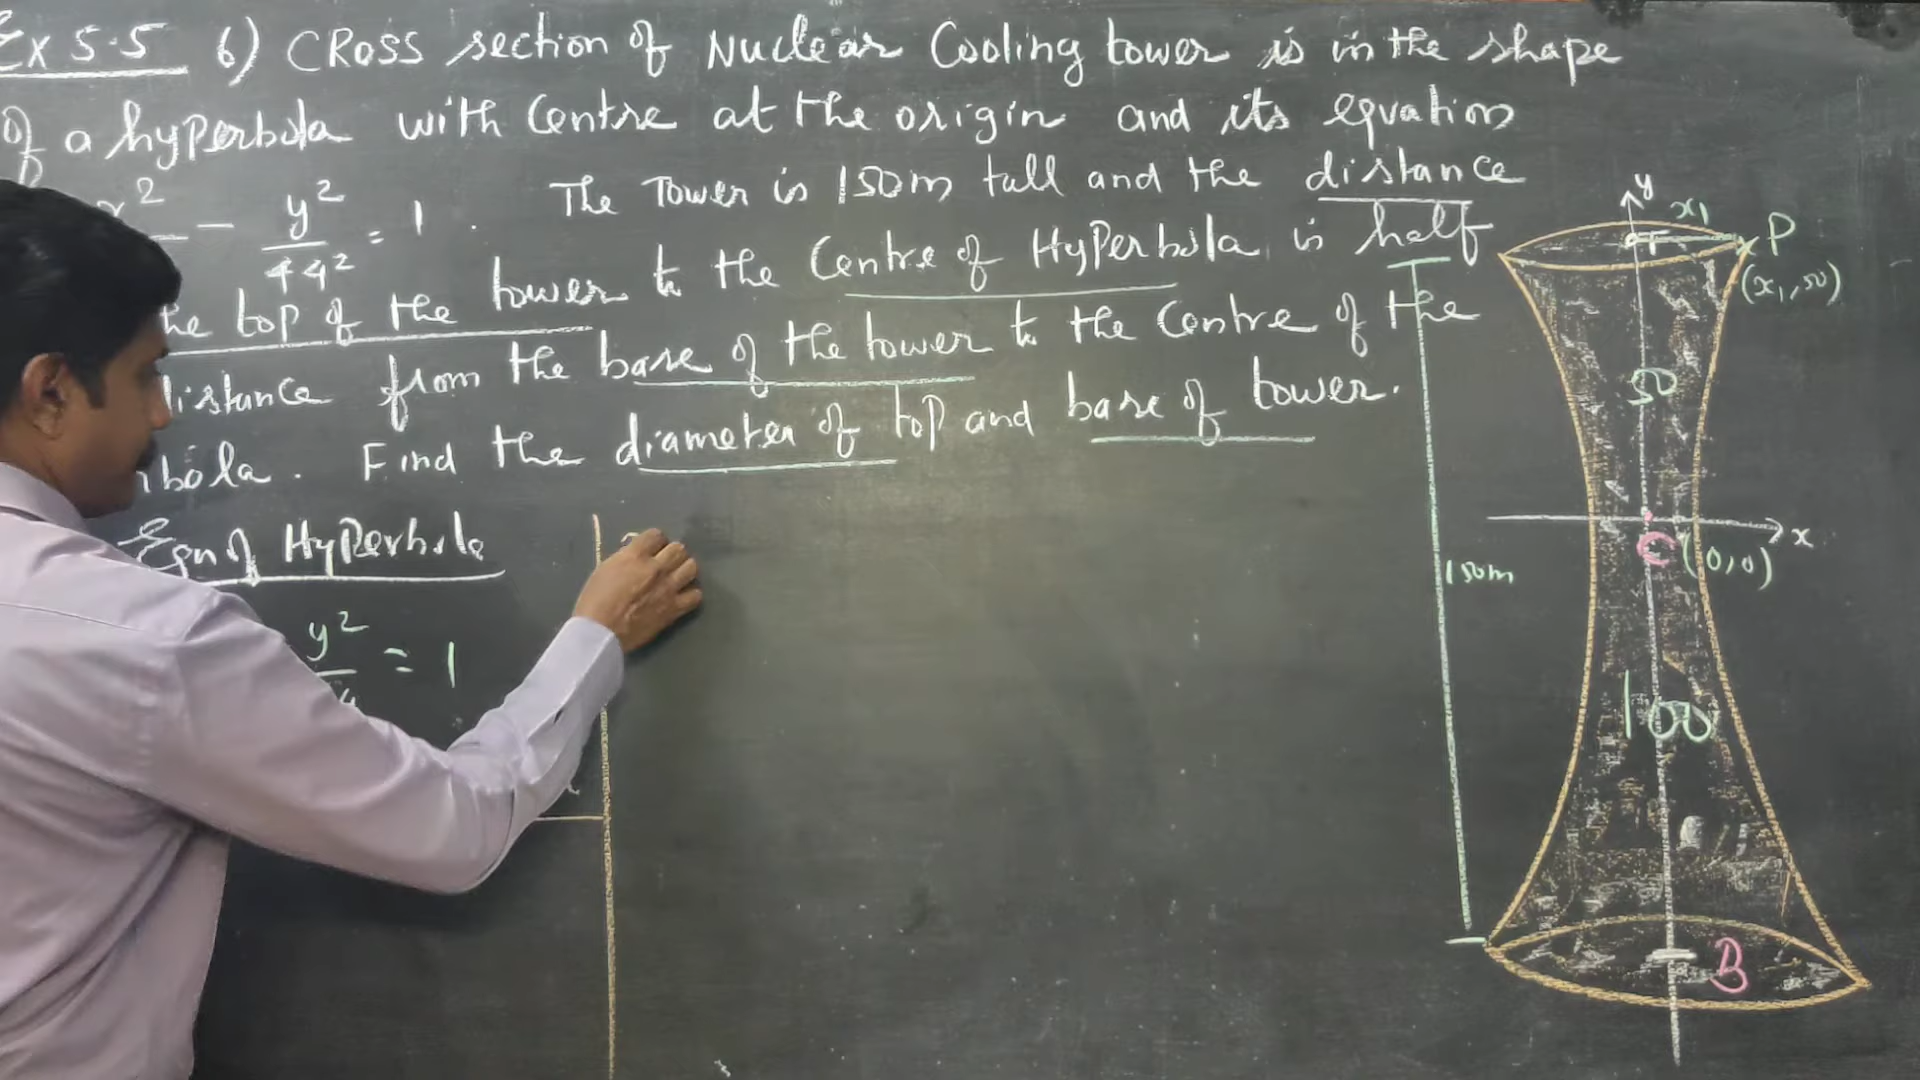 Ex 5.5 6) CROSS section of Nuclear Cooling tower is in the shape
of a hyperbola with Centre at the origin and its equation
x² - y²/44² = 1. The Tower is 150m tall and the distance
the top of the tower to the Centre of Hyperbola is half
distance from the base of the tower to the Centre of the
bola. Find the diameter of top and base of tower.
Eqn of Hyperbola
y² = 1
y
x₁
P
(x₁, 50)
50
x
C (0,0)
150m
100
B